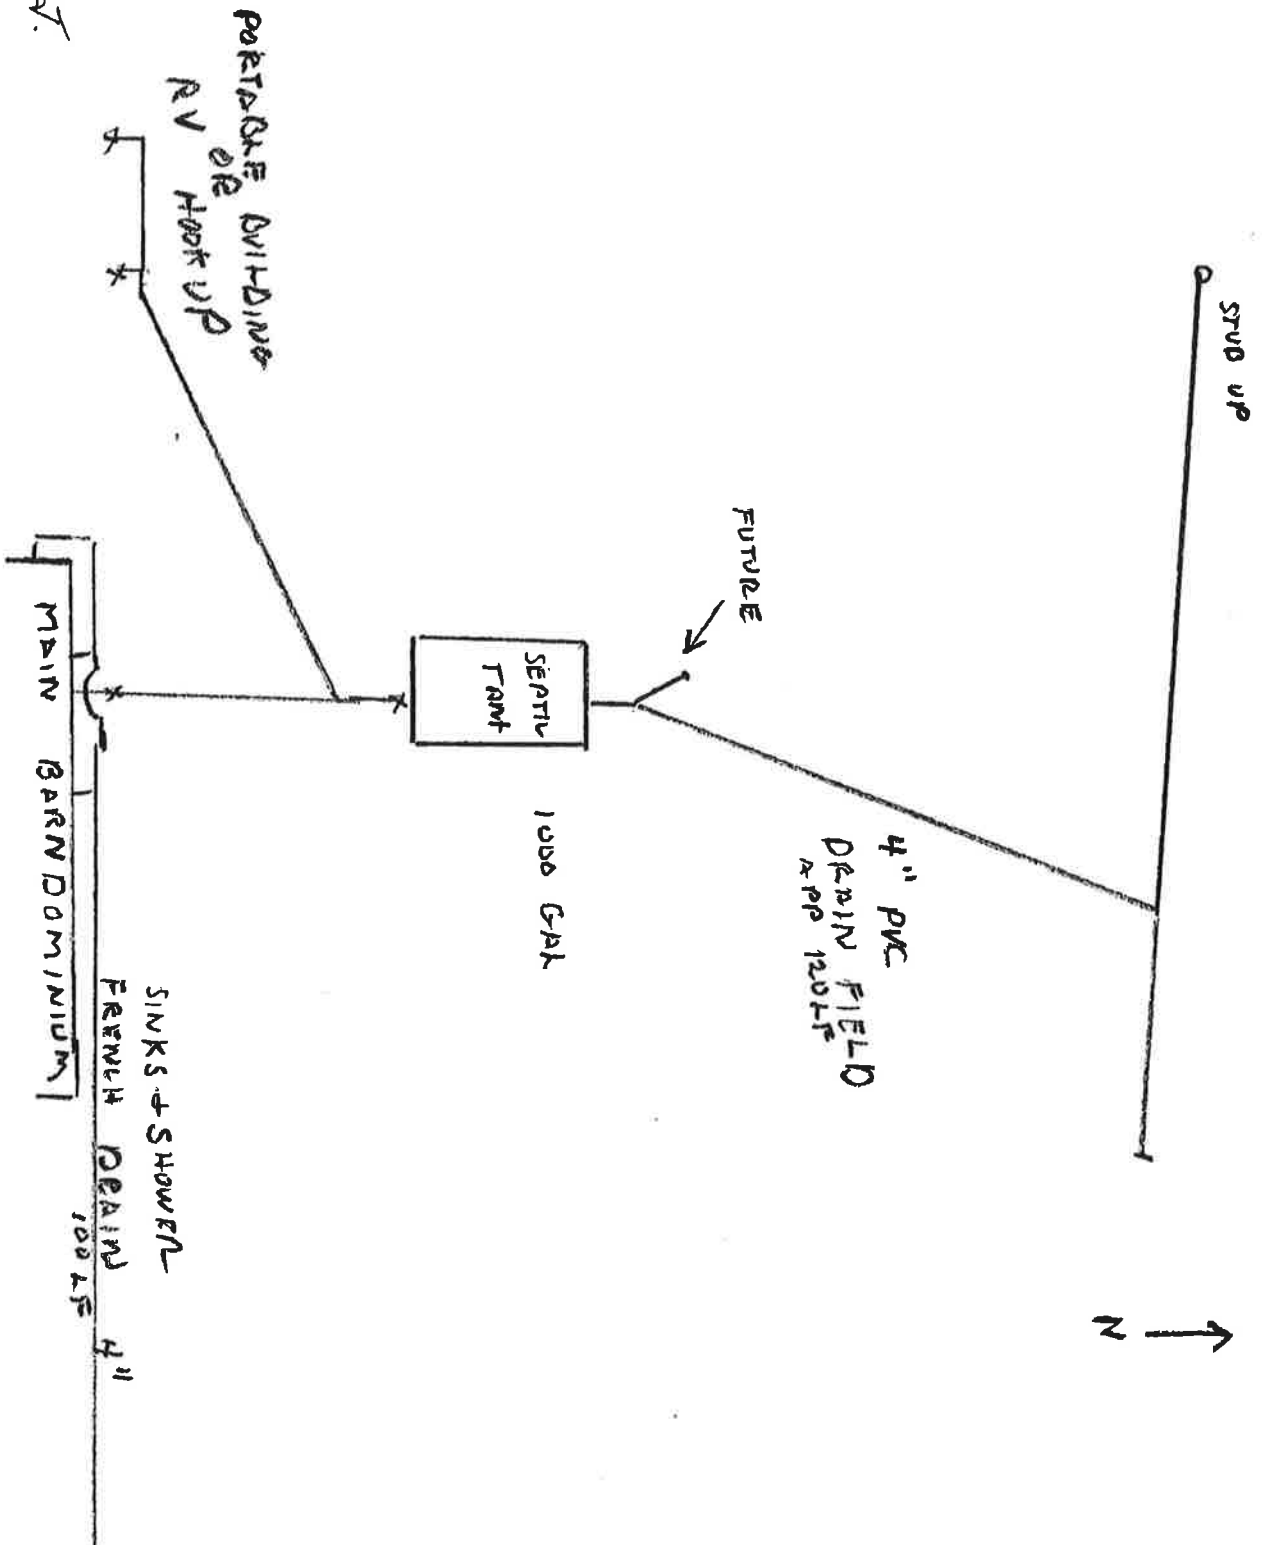 STUB UP
N
FUTURE
4" PVC
DRAIN FIELD
APP 120 LF
SEPTIC
TANK
1000 GAL
PORTABLE BUILDING
OR
RV HOOK UP
SINKS + SHOWER
FRENCH DRAIN 4"
100 LF
MAIN BARNDOMINIUM